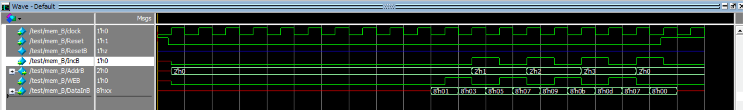 Wave - Default
Msgs
/test/mem_B/clock 1'h0
/test/mem_B/Reset 1'h1
/test/mem_B/ResetB 1'hz
/test/mem_B/IncB 1'h0
/test/mem_B/AddrB 2'h0 2'h0 2'h1 2'h2 2'h3 2'h0
/test/mem_B/WEB 1'h0
/test/mem_B/DataInB 8'hxx 8'h01 8'h03 8'h05 8'h07 8'h09 8'h0b 8'h0d 8'h07 8'h00